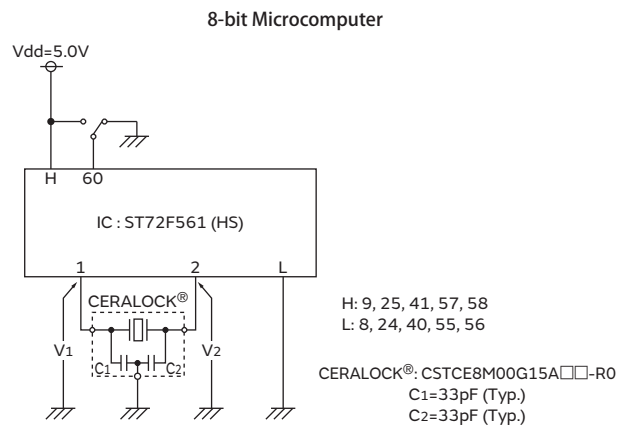 8-bit Microcomputer
Vdd=5.0V
H 60
IC : ST72F561 (HS)
1 2 L
CERALOCK®
V1 V2
C1 C2
H: 9, 25, 41, 57, 58
L: 8, 24, 40, 55, 56
CERALOCK®: CSTCE8M00G15A□□-R0
C1=33pF (Typ.)
C2=33pF (Typ.)